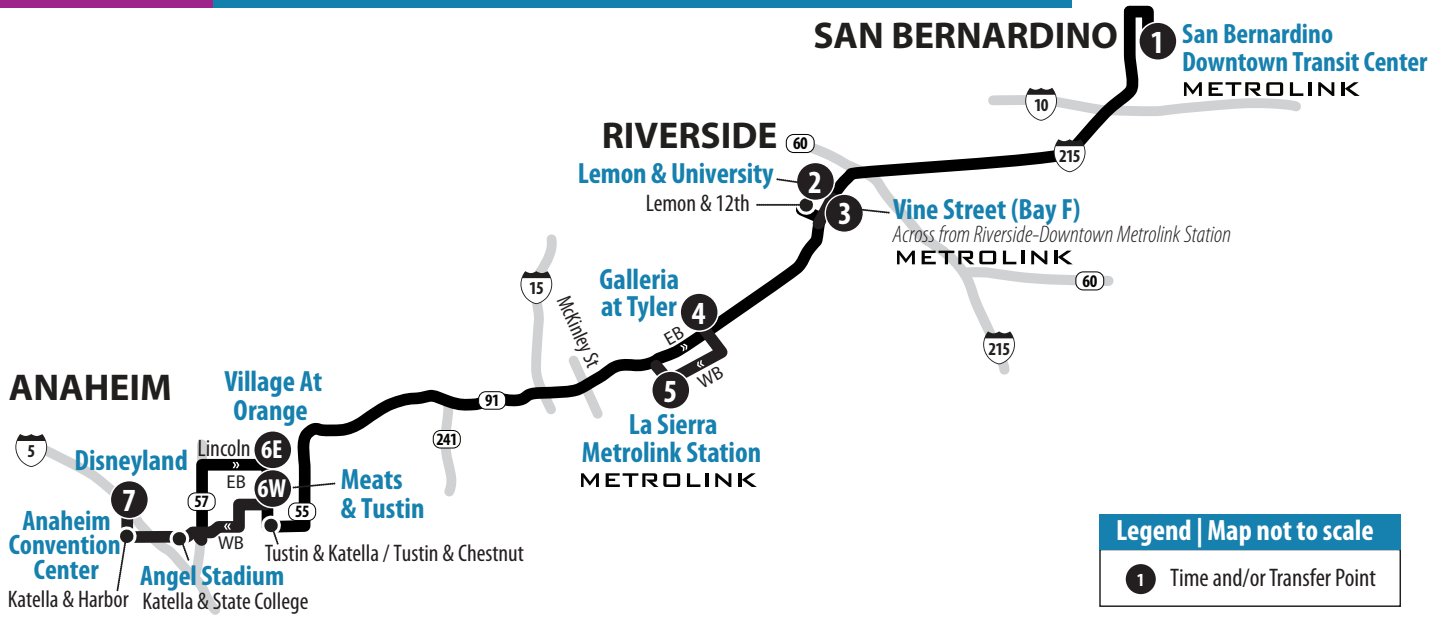 SAN BERNARDINO
1
San Bernardino
Downtown Transit Center
METROLINK
10
215
RIVERSIDE
60
Lemon & University
2
Lemon & 12th
3
Vine Street (Bay F)
Across from Riverside-Downtown Metrolink Station
METROLINK
60
215
15
McKinley St
Galleria
at Tyler
4
EB
»
«
WB
5
La Sierra
Metrolink Station
METROLINK
91
241
ANAHEIM
Village At
Orange
5
Disneyland
Lincoln
6E
»
EB
6W
Meats
& Tustin
7
57
55
«
WB
Anaheim
Convention
Center
Tustin & Katella / Tustin & Chestnut
Angel Stadium
Katella & Harbor
Katella & State College
Legend | Map not to scale
1 Time and/or Transfer Point